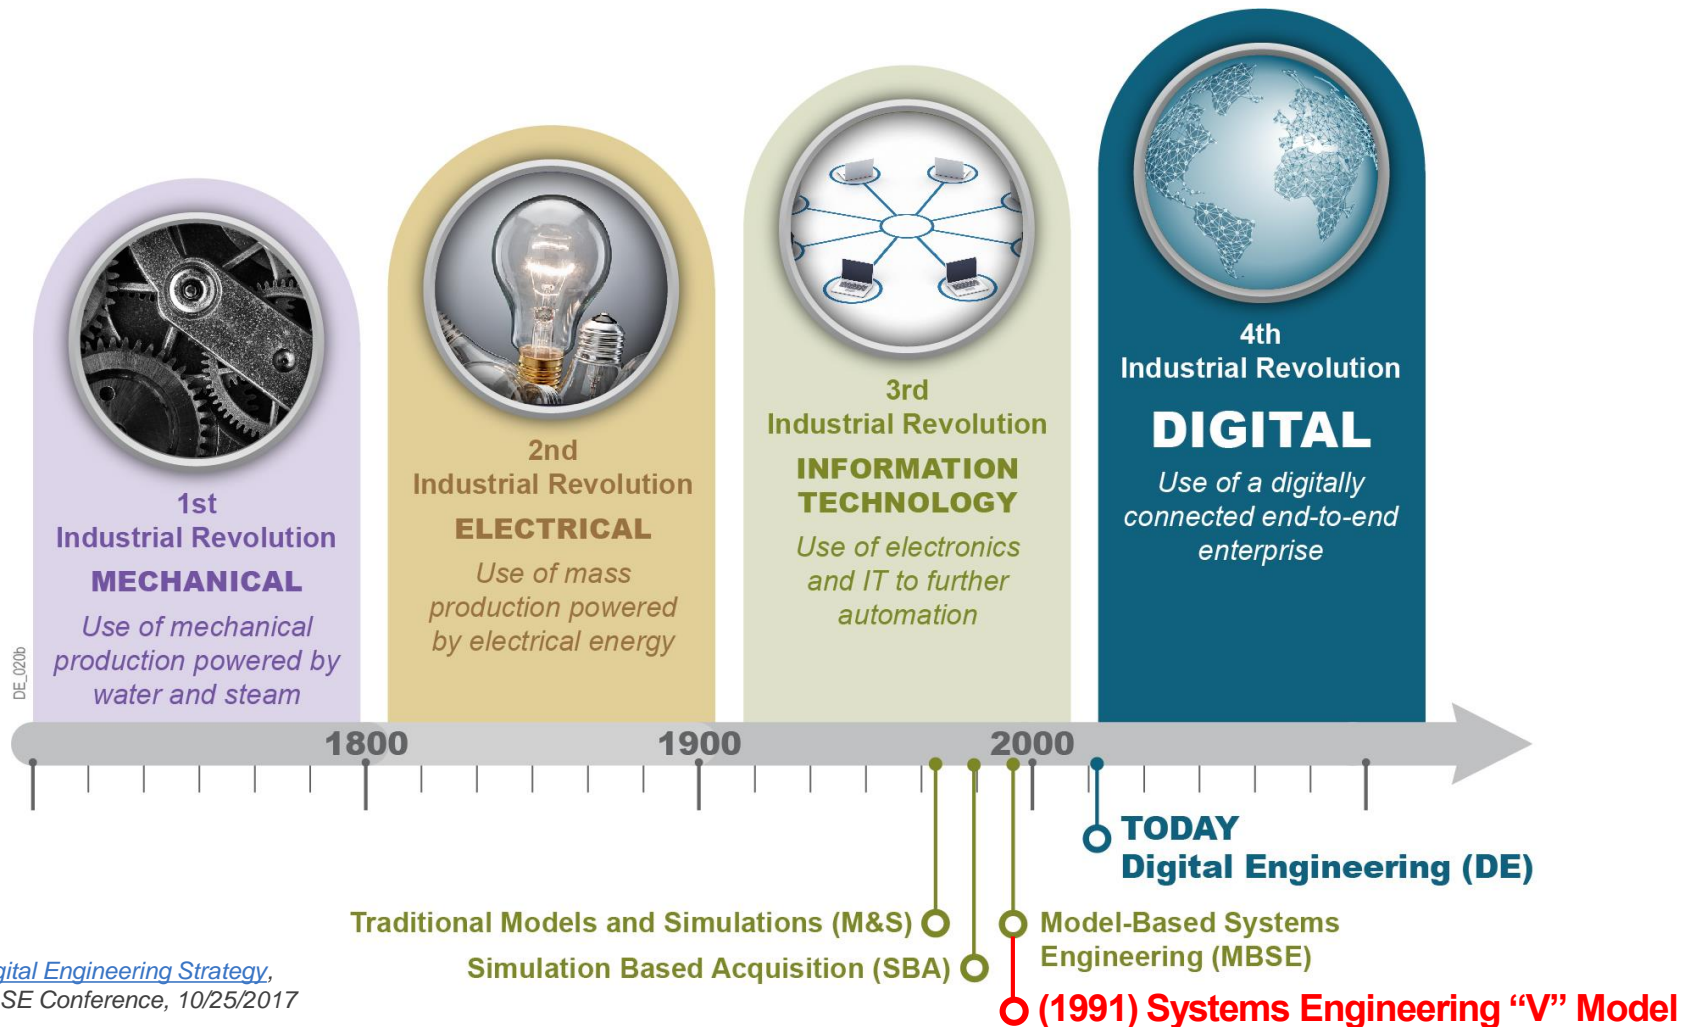 1st
Industrial Revolution
MECHANICAL
Use of mechanical
production powered by
water and steam
2nd
Industrial Revolution
ELECTRICAL
Use of mass
production powered
by electrical energy
3rd
Industrial Revolution
INFORMATION
TECHNOLOGY
Use of electronics
and IT to further
automation
4th
Industrial Revolution
DIGITAL
Use of a digitally
connected end-to-end
enterprise
DE_020b
1800
1900
2000
TODAY
Digital Engineering (DE)
Traditional Models and Simulations (M&S)
Simulation Based Acquisition (SBA)
Model-Based Systems
Engineering (MBSE)
(1991) Systems Engineering “V” Model
gital Engineering Strategy,
SE Conference, 10/25/2017